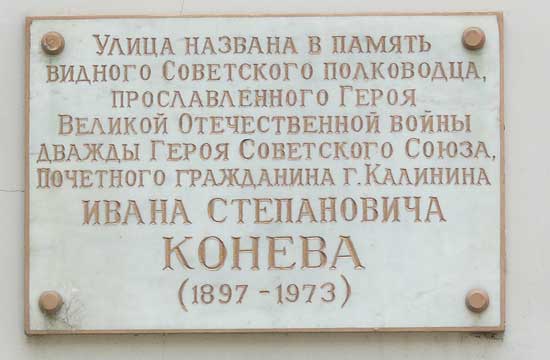 Улица названа в память
видного Советского полководца,
прославленного Героя
Великой Отечественной войны
дважды Героя Советского Союза,
почетного гражданина г.Калинина
Ивана Степановича
Конева
(1897 - 1973)